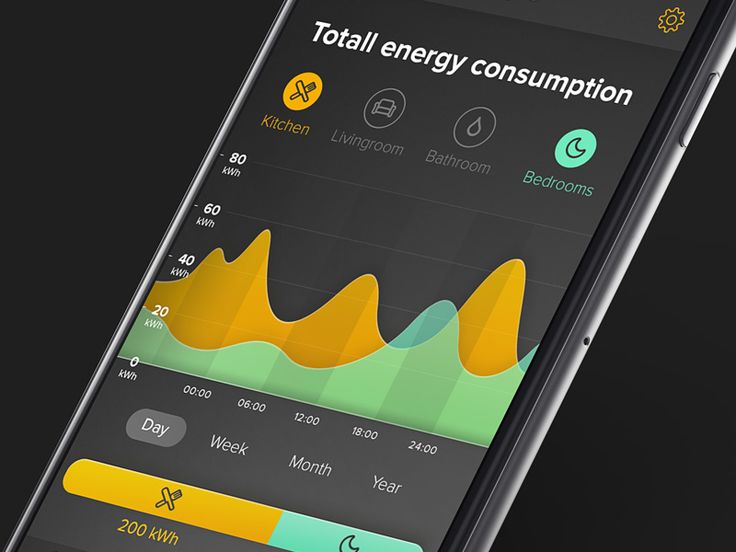 Totall energy consumption
Kitchen
Livingroom
Bathroom
Bedrooms
80
kWh
60
kWh
40
kWh
20
kWh
0
kWh
00:00
06:00
12:00
18:00
24:00
Day
Week
Month
Year
200 kWh